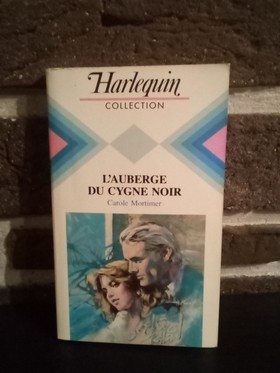 Harlequin
COLLECTION
L'AUBERGE
DU CYGNE NOIR
Carole Mortimer